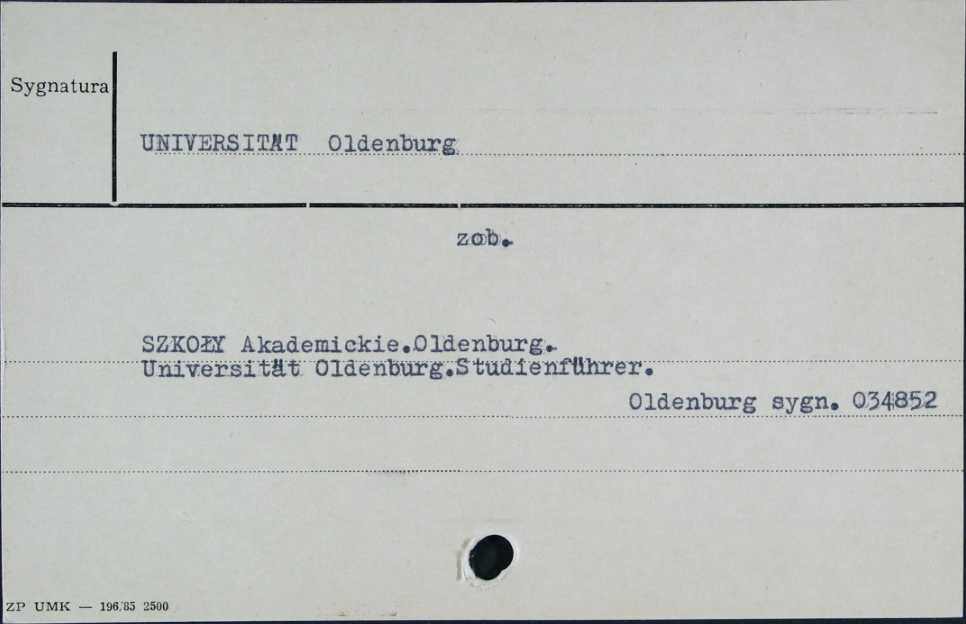 Sygnatura
UNIVERSITÄT Oldenburg
zob.
SZKOŁY Akademickie.Oldenburg.
Universität Oldenburg.Studienführer.
Oldenburg sygn. 034852
ZP UMK — 196/85 2500